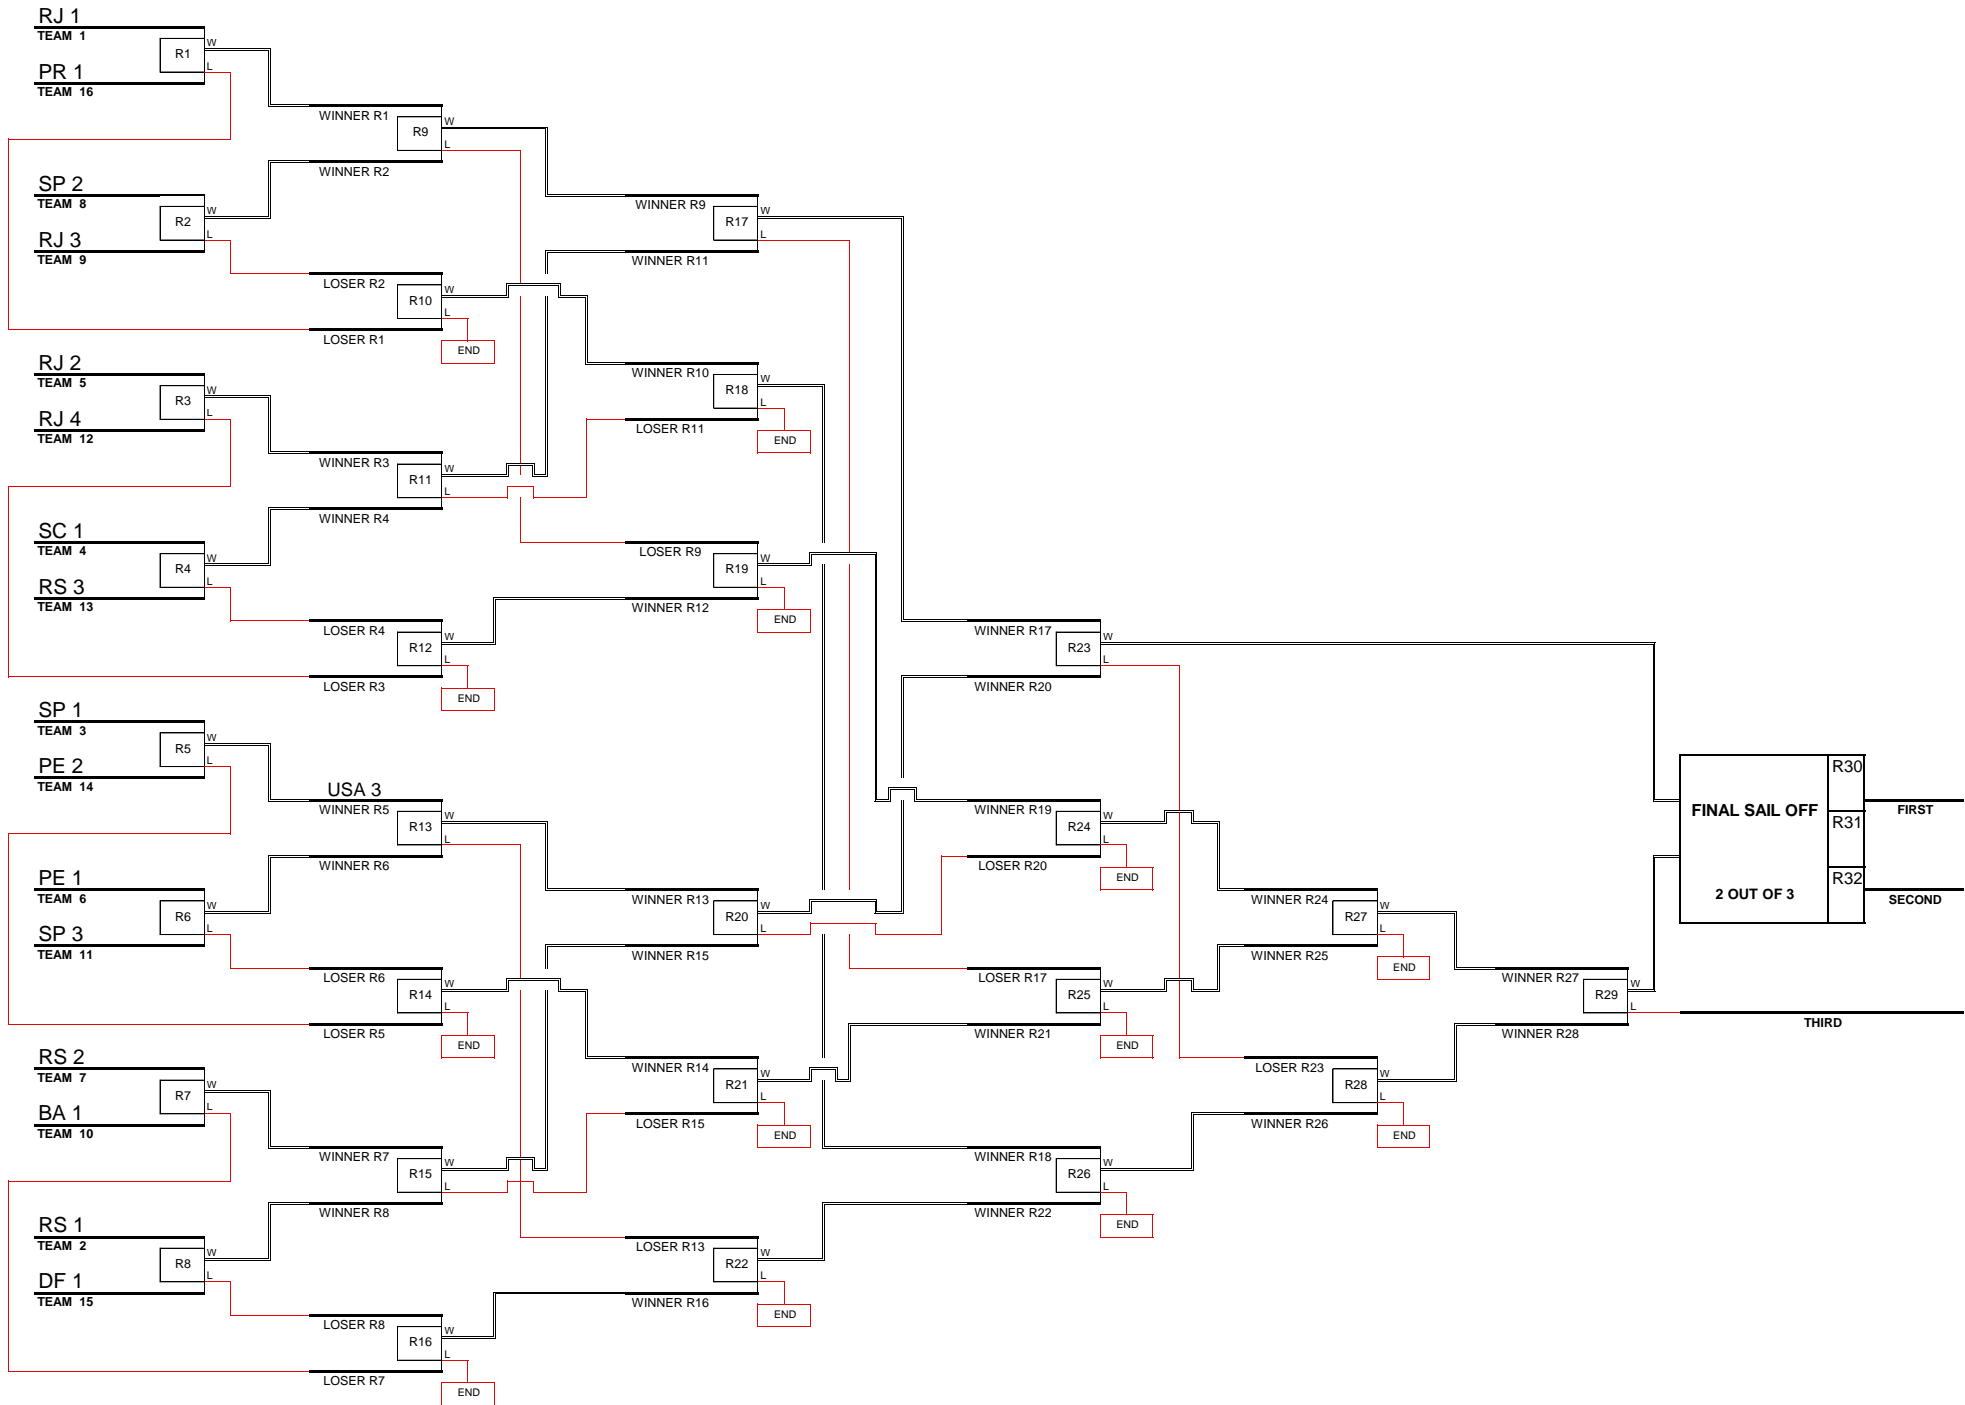 RJ 1
TEAM 1
R1
W
L
PR 1
TEAM 16
WINNER R1
R9
W
L
WINNER R2
SP 2
TEAM 8
R2
W
L
RJ 3
TEAM 9
WINNER R9
R17
W
L
WINNER R11
LOSER R2
R10
W
L
LOSER R1
END
RJ 2
TEAM 5
R3
W
L
RJ 4
TEAM 12
WINNER R10
R18
W
L
LOSER R11
END
WINNER R3
R11
W
L
WINNER R4
SC 1
TEAM 4
R4
W
L
RS 3
TEAM 13
LOSER R9
R19
W
L
WINNER R12
END
LOSER R4
R12
W
L
LOSER R3
END
WINNER R17
R23
W
L
WINNER R20
SP 1
TEAM 3
R5
W
L
PE 2
TEAM 14
USA 3
WINNER R5
R13
W
L
WINNER R6
WINNER R19
R24
W
L
LOSER R20
END
FINAL SAIL OFF
2 OUT OF 3
R30
R31
R32
FIRST
SECOND
PE 1
TEAM 6
R6
W
L
SP 3
TEAM 11
WINNER R13
R20
W
L
WINNER R15
WINNER R24
R27
W
L
WINNER R25
END
LOSER R6
R14
W
L
LOSER R5
END
LOSER R17
R25
W
L
WINNER R21
END
WINNER R27
R29
W
L
WINNER R28
THIRD
RS 2
TEAM 7
R7
W
L
BA 1
TEAM 10
WINNER R14
R21
W
L
LOSER R15
END
LOSER R23
R28
W
L
WINNER R26
END
WINNER R7
R15
W
L
WINNER R8
WINNER R18
R26
W
L
WINNER R22
END
RS 1
TEAM 2
R8
W
L
DF 1
TEAM 15
LOSER R13
R22
W
L
WINNER R16
END
LOSER R8
R16
W
L
LOSER R7
END